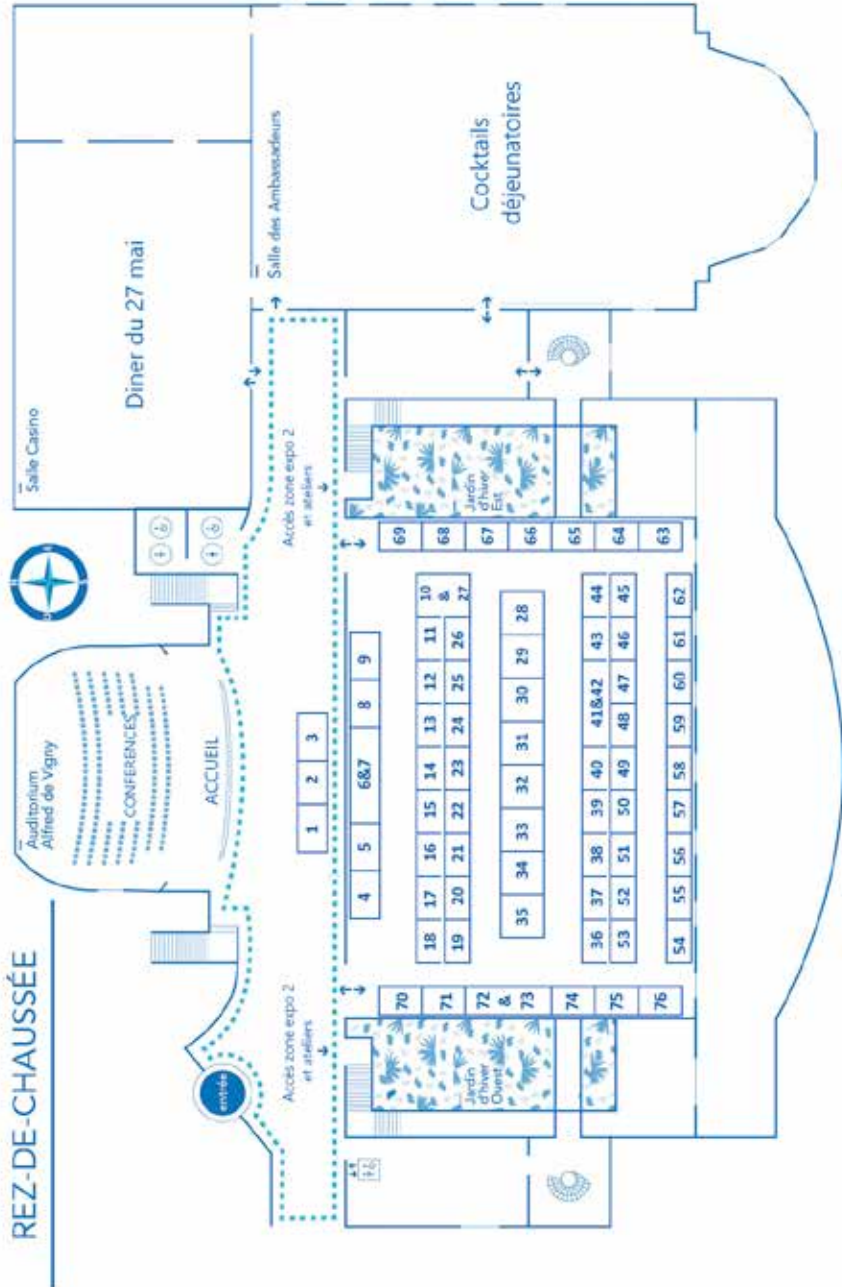 REZ-DE-CHAUSSÉE
Auditorium
Alfred de Vigny
CONFERENCES
ACCUEIL
entrée
Salle Casino
Diner du 27 mai
Salle des Ambassadeurs
Cocktails
déjeunatoires
Accès zone expo 2
et ateliers
Accès zone expo 2
et ateliers
1 2 3
4 5 6&7 8 9
18 17 16 15 14 13 12 11 10
&
19 20 21 22 23 24 25 26 27
35 34 33 32 31 30 29 28
36 37 38 39 40 41&42 43 44
53 52 51 50 49 48 47 46 45
54 55 56 57 58 59 60 61 62
70
71
72
&
73
74
75
76
69
68
67
66
65
64
63
Jardin
d'hiver
Ouest
Jardin
d'hiver
Est